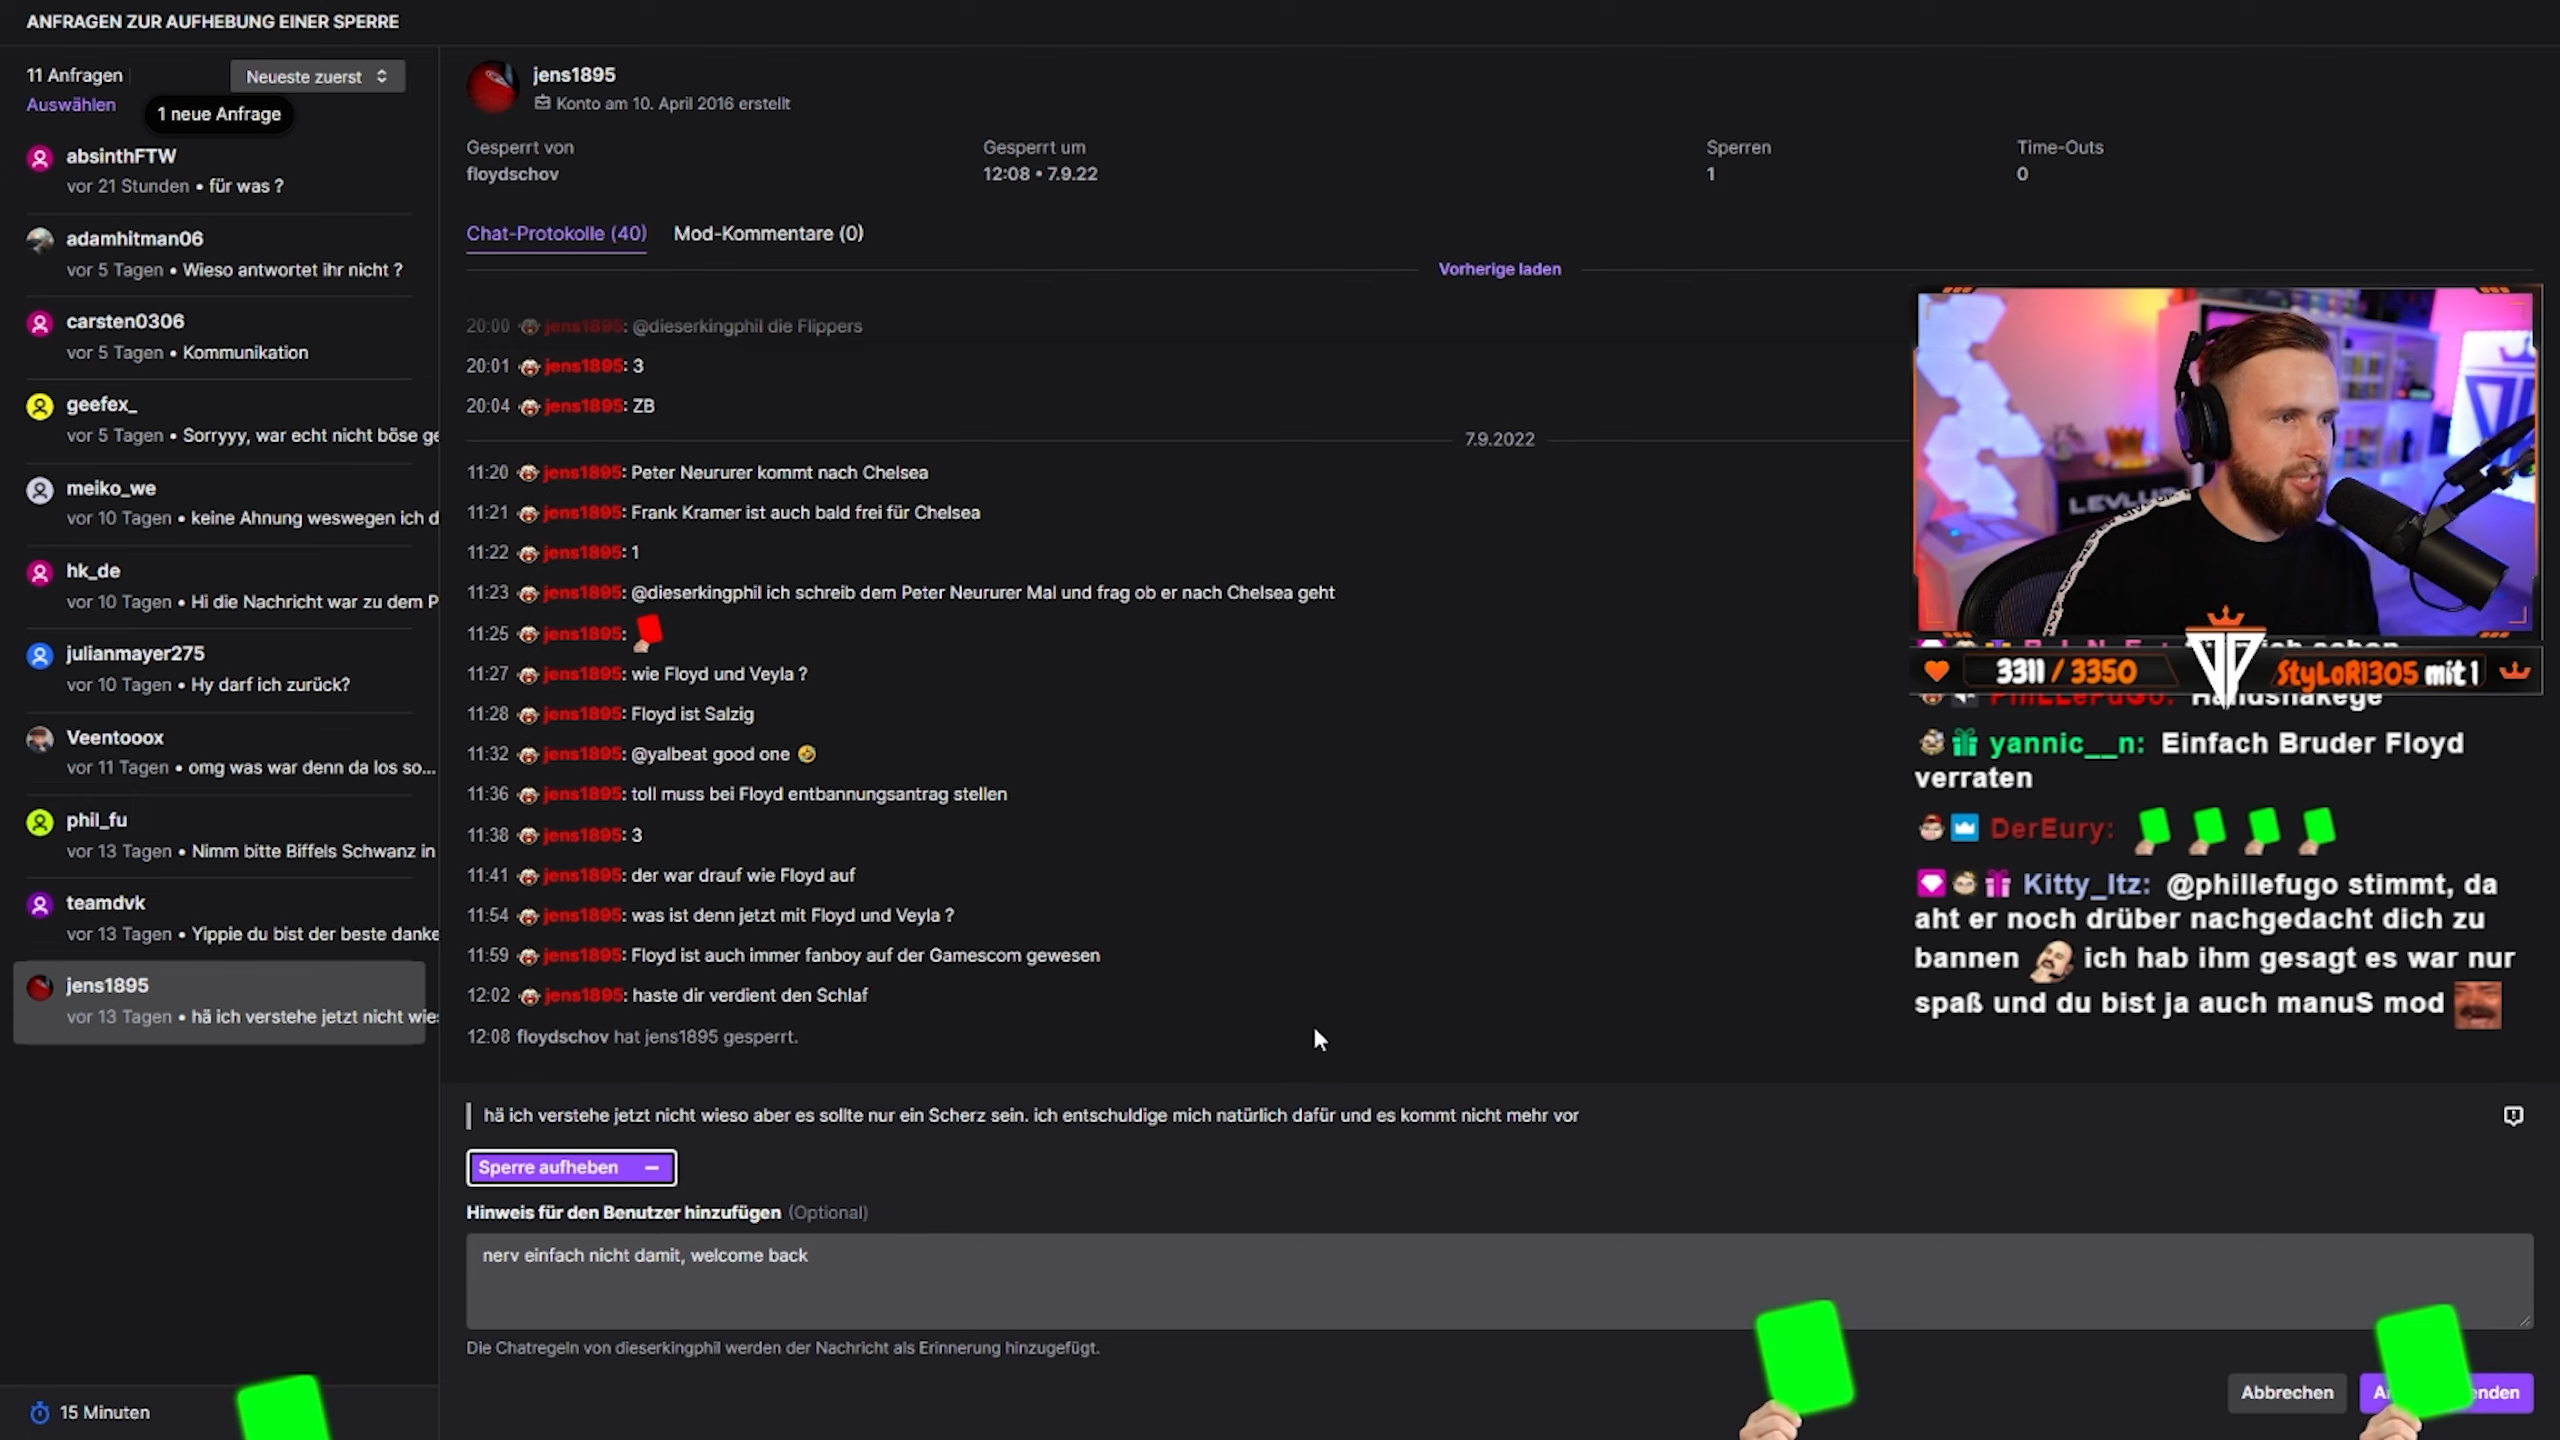 ANFRAGEN ZUR AUFHEBUNG EINER SPERRE
11 Anfragen
Neueste zuerst
Auswählen
1 neue Anfrage
absinthFTW
vor 21 Stunden • für was ?
adamhitman06
vor 5 Tagen • Wieso antwortet ihr nicht ?
carsten0306
vor 5 Tagen • Kommunikation
geefex_
vor 5 Tagen • Sorryyy, war echt nicht böse ge
meiko_we
vor 10 Tagen • keine Ahnung weswegen ich d
hk_de
vor 10 Tagen • Hi die Nachricht war zu dem P
julianmayer275
vor 10 Tagen • Hy darf ich zurück?
Veentooox
vor 11 Tagen • omg was war denn da los so...
phil_fu
vor 13 Tagen • Nimm bitte Biffels Schwanz in
teamdvk
vor 13 Tagen • Yippie du bist der beste danke
jens1895
vor 13 Tagen • hä ich verstehe jetzt nicht wie
15 Minuten
jens1895
Konto am 10. April 2016 erstellt
Gesperrt von
floydschov
Gesperrt um
12:08 • 7.9.22
Sperren
1
Time-Outs
0
Chat-Protokolle (40)
Mod-Kommentare (0)
Vorherige laden
20:00 jens1895: @dieserkingphil die Flippers
20:01 jens1895: 3
20:04 jens1895: ZB
7.9.2022
11:20 jens1895: Peter Neururer kommt nach Chelsea
11:21 jens1895: Frank Kramer ist auch bald frei für Chelsea
11:22 jens1895: 1
11:23 jens1895: @dieserkingphil ich schreib dem Peter Neururer Mal und frag ob er nach Chelsea geht
11:25 jens1895:
11:27 jens1895: wie Floyd und Veyla ?
11:28 jens1895: Floyd ist Salzig
11:32 jens1895: @yalbeat good one 🤣
11:36 jens1895: toll muss bei Floyd entbannungsantrag stellen
11:38 jens1895: 3
11:41 jens1895: der war drauf wie Floyd auf
11:54 jens1895: was ist denn jetzt mit Floyd und Veyla ?
11:59 jens1895: Floyd ist auch immer fanboy auf der Gamescom gewesen
12:02 jens1895: haste dir verdient den Schlaf
12:08 floydschov hat jens1895 gesperrt.
hä ich verstehe jetzt nicht wieso aber es sollte nur ein Scherz sein. ich entschuldige mich natürlich dafür und es kommt nicht mehr vor
Sperre aufheben
Hinweis für den Benutzer hinzufügen (Optional)
nerv einfach nicht damit, welcome back
Die Chatregeln von dieserkingphil werden der Nachricht als Erinnerung hinzugefügt.
Abbrechen
LEVLUP
3311 / 3350
StyLoR1305 mit 1
PhilLeFuGo: Handshakege
yannic__n: Einfach Bruder Floyd
verraten
DerEury:
Kitty_Itz: @phillefugo stimmt, da
aht er noch drüber nachgedacht dich zu
bannen ich hab ihm gesagt es war nur
spaß und du bist ja auch manuS mod